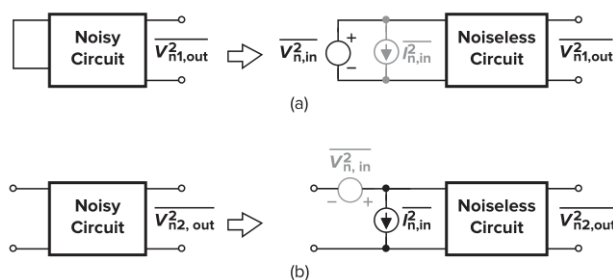 Noisy
Circuit
V²n1,out
V²n,in
+
−
I²n,in
Noiseless
Circuit
V²n1,out
(a)
Noisy
Circuit
V²n2, out
V²n, in
− +
I²n,in
Noiseless
Circuit
V²n2,out
(b)